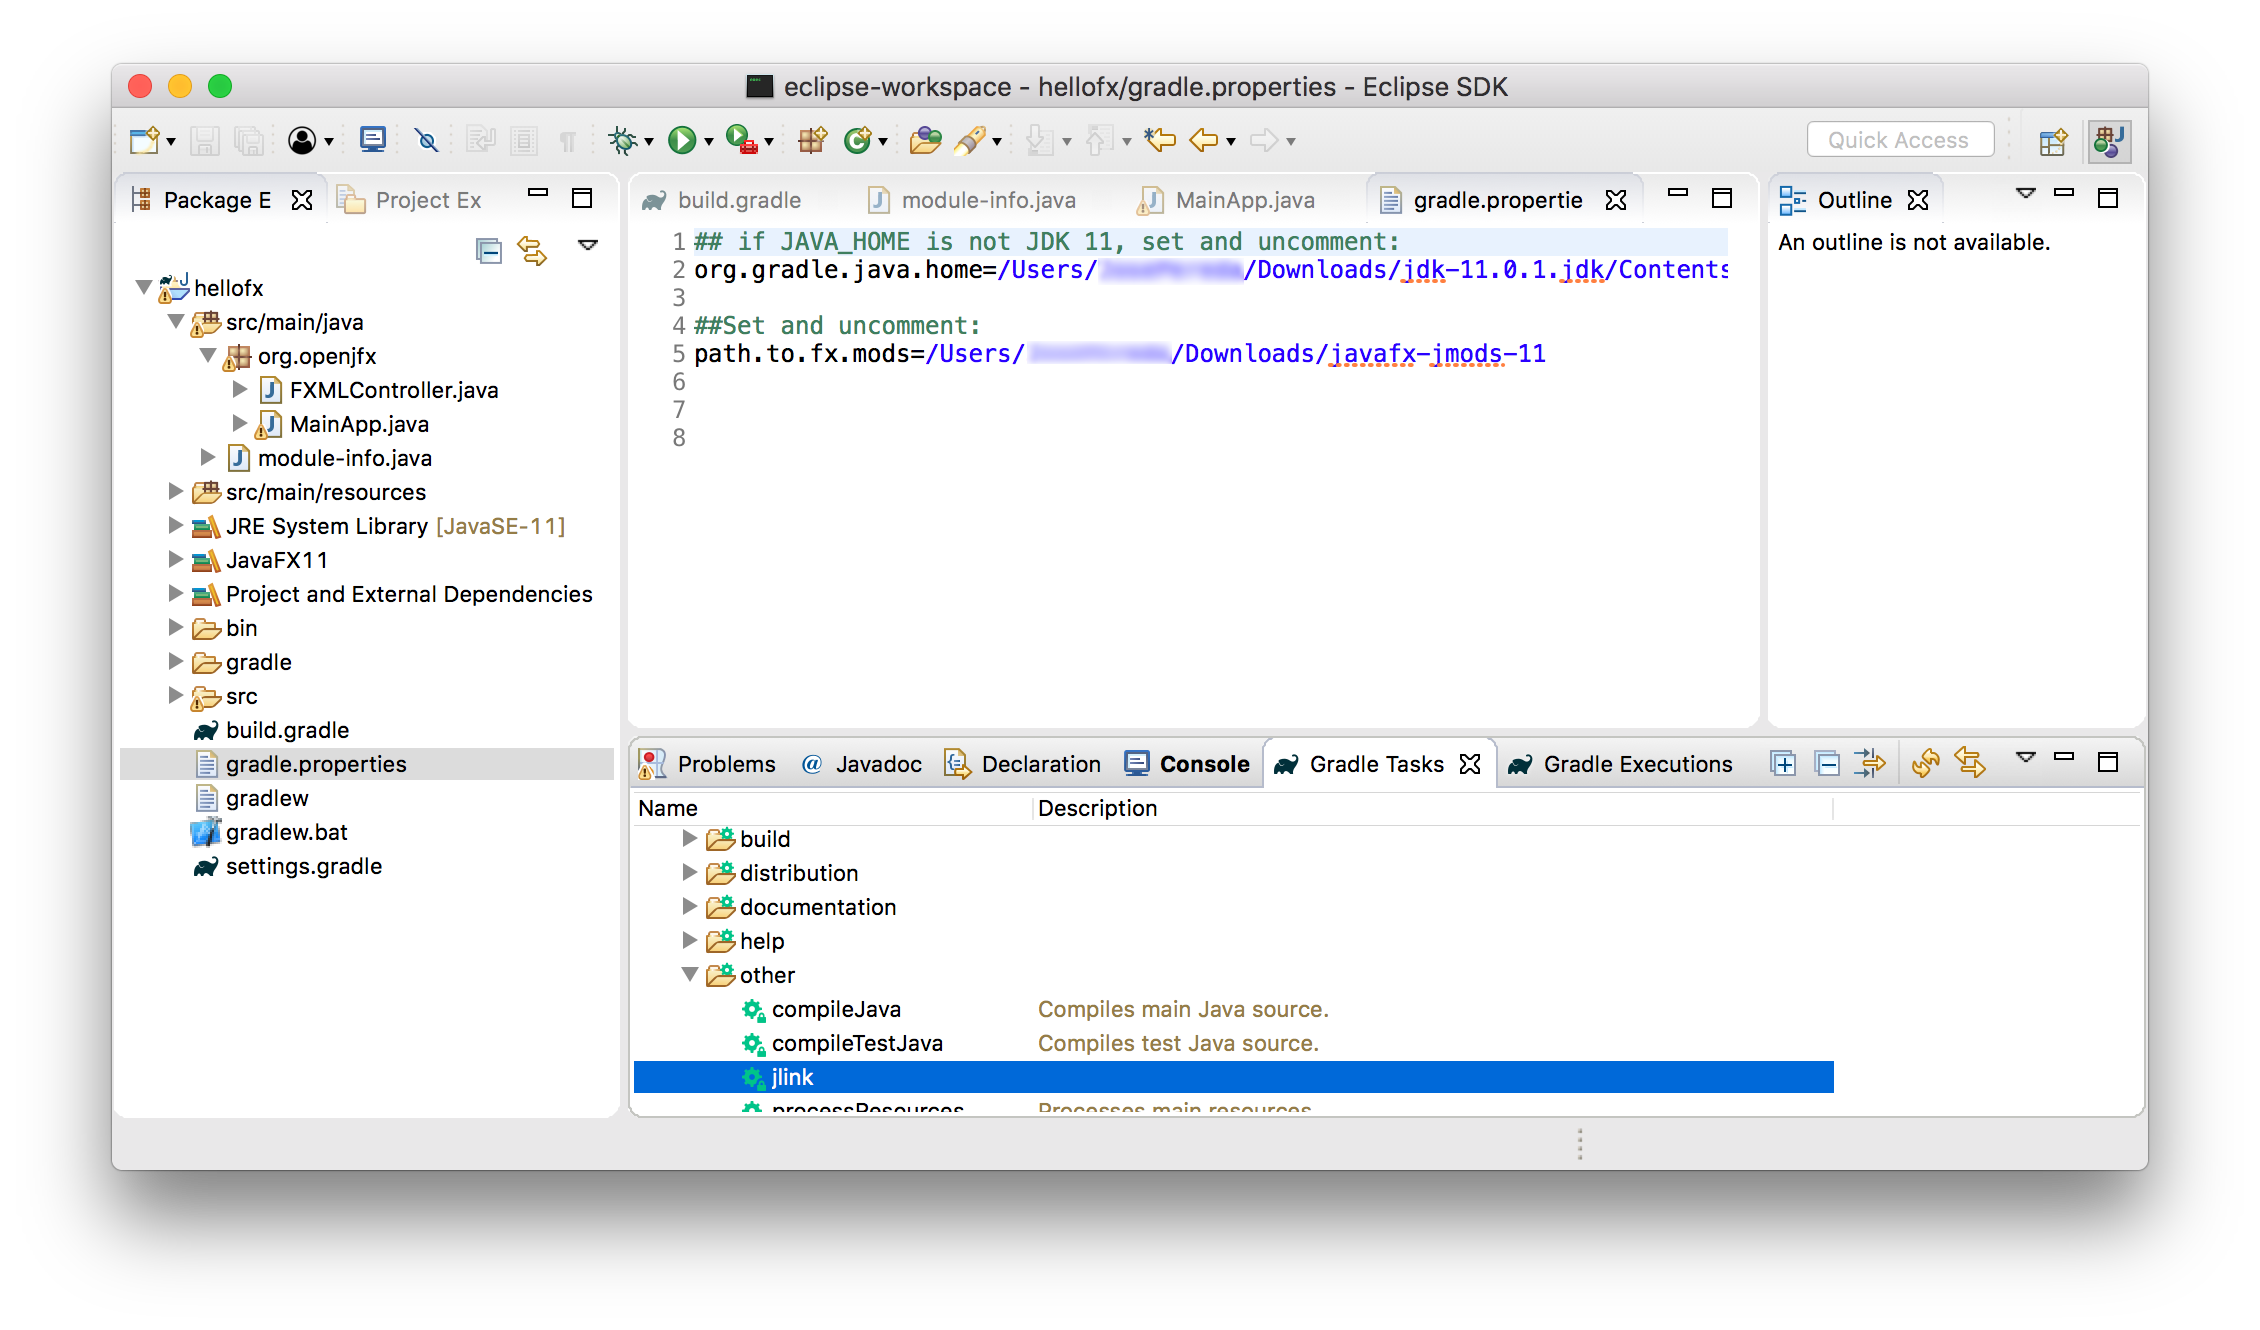 eclipse-workspace - hellofx/gradle.properties - Eclipse SDK
Quick Access
Package E
Project Ex
hellofx
src/main/java
org.openjfx
FXMLController.java
MainApp.java
module-info.java
src/main/resources
JRE System Library [JavaSE-11]
JavaFX11
Project and External Dependencies
bin
gradle
src
build.gradle
gradle.properties
gradlew
gradlew.bat
settings.gradle
build.gradle
module-info.java
MainApp.java
gradle.propertie
1 ## if JAVA_HOME is not JDK 11, set and uncomment:
2 org.gradle.java.home=/Users/ /Downloads/jdk-11.0.1.jdk/Contents
3
4 ##Set and uncomment:
5 path.to.fx.mods=/Users/ /Downloads/javafx-jmods-11
6
7
8
Outline
An outline is not available.
Problems
@ Javadoc
Declaration
Console
Gradle Tasks
Gradle Executions
Name Description
build
distribution
documentation
help
other
compileJava Compiles main Java source.
compileTestJava Compiles test Java source.
jlink
processResources Processes main resources